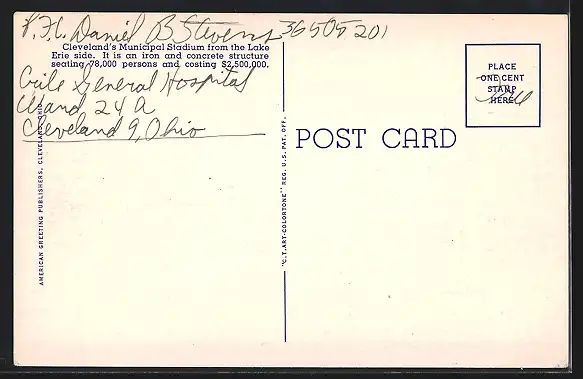 P.F.C. Daniel B Stevens 36505201
Cleveland's Municipal Stadium from the Lake
Erie side. It is an iron and concrete structure
seating 78,000 persons and costing $2,500,000.
Crile General Hospital
Ward 24 A
Cleveland 9, Ohio
AMERICAN GREETING PUBLISHERS, CLEVELAND, OHIO
"C.T. ART-COLORTONE" REG. U.S. PAT. OFF.
POST CARD
PLACE
ONE CENT
STAMP
HERE